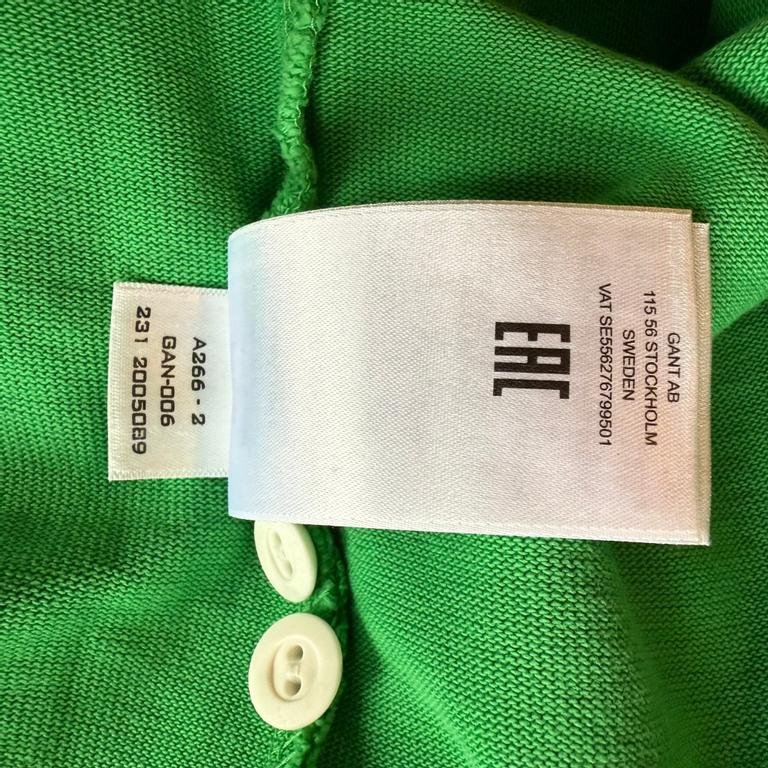 GANT AB
115 56 STOCKHOLM
SWEDEN
VAT SE556276799501
EAC
A266 - 2
GAN-006
231 2005089